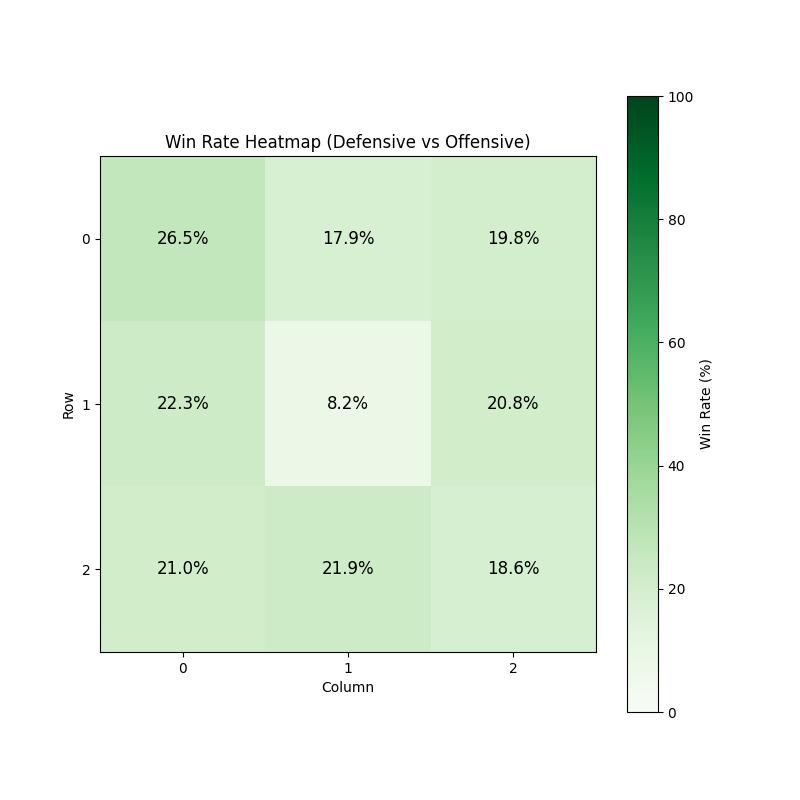 Win Rate Heatmap (Defensive vs Offensive)
100
80
60
40
20
0
Win Rate (%)
Row
0
26.5% 17.9% 19.8%
1
22.3% 8.2% 20.8%
2
21.0% 21.9% 18.6%
0 1 2
Column